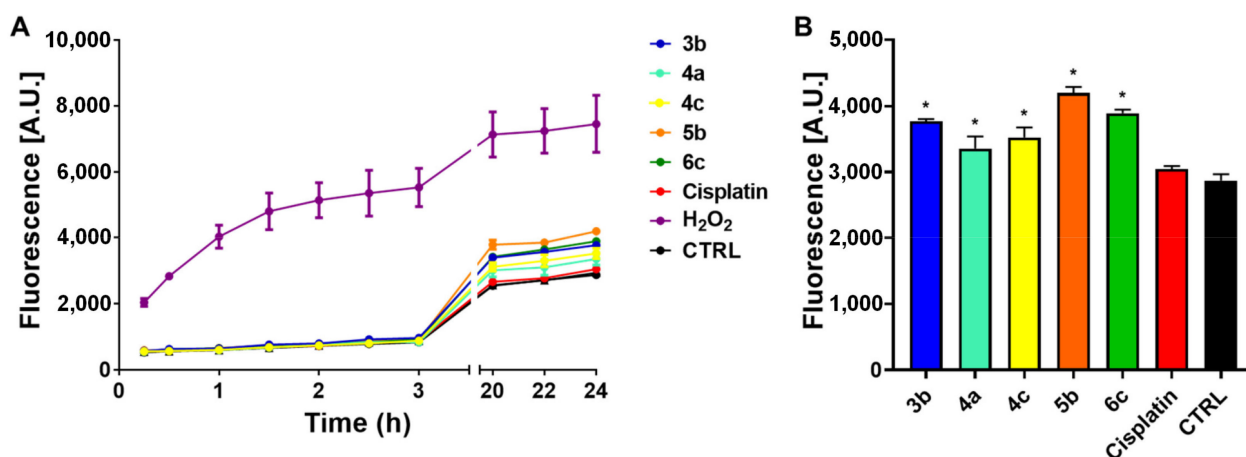 A
10,000
8,000
6,000
4,000
2,000
0
Fluorescence [A.U.]
0 1 2 3 20 22 24
Time (h)
3b
4a
4c
5b
6c
Cisplatin
H₂O₂
CTRL
B
5,000
4,000
3,000
2,000
1,000
0
Fluorescence [A.U.]
* * * * *
3b 4a 4c 5b 6c Cisplatin CTRL